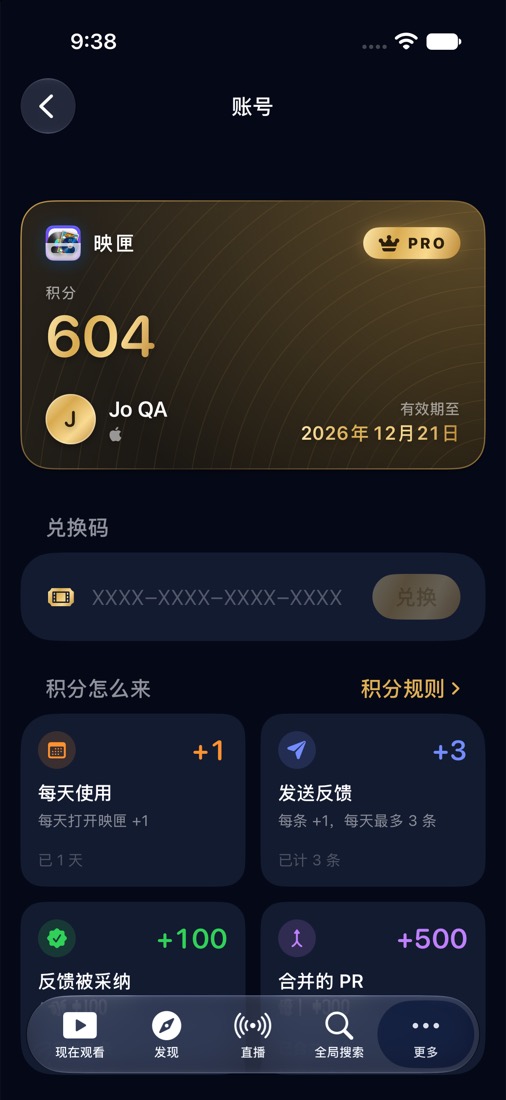 9:38
账号
映匣
PRO
积分
604
J
Jo QA
有效期至
2026年12月21日
兑换码
XXXX–XXXX–XXXX–XXXX
兑换
积分怎么来
积分规则
+1
每天使用
每天打开映匣 +1
已 1 天
+3
发送反馈
每条 +1，每天最多 3 条
已计 3 条
+100
反馈被采纳
+500
合并的 PR
现在观看
发现
直播
全局搜索
更多